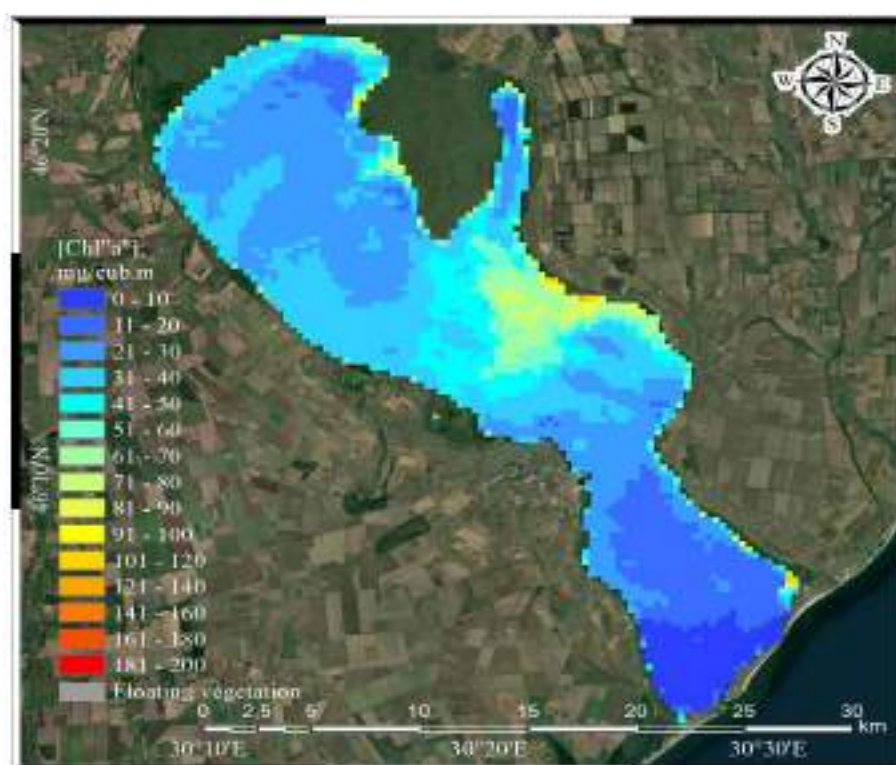 N
W E
S
46°20'N
[Chl"a"],
mg/cub.m
0 - 10
11 - 20
21 - 30
31 - 40
41 - 50
51 - 60
61 - 70
71 - 80
81 - 90
91 - 100
101 - 120
121 - 140
141 - 160
161 - 180
181 - 200
Floating vegetation
0 2.5 5 10 15 20 25 30
km
30°10'E 30°20'E 30°30'E